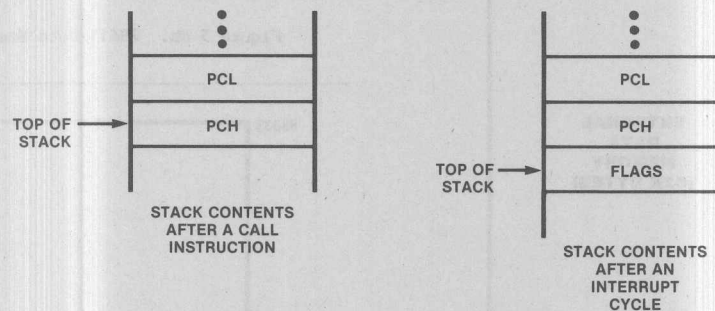 PCL
PCH
TOP OF
STACK
STACK CONTENTS
AFTER A CALL
INSTRUCTION
PCL
PCH
FLAGS
TOP OF
STACK
STACK CONTENTS
AFTER AN
INTERRUPT
CYCLE